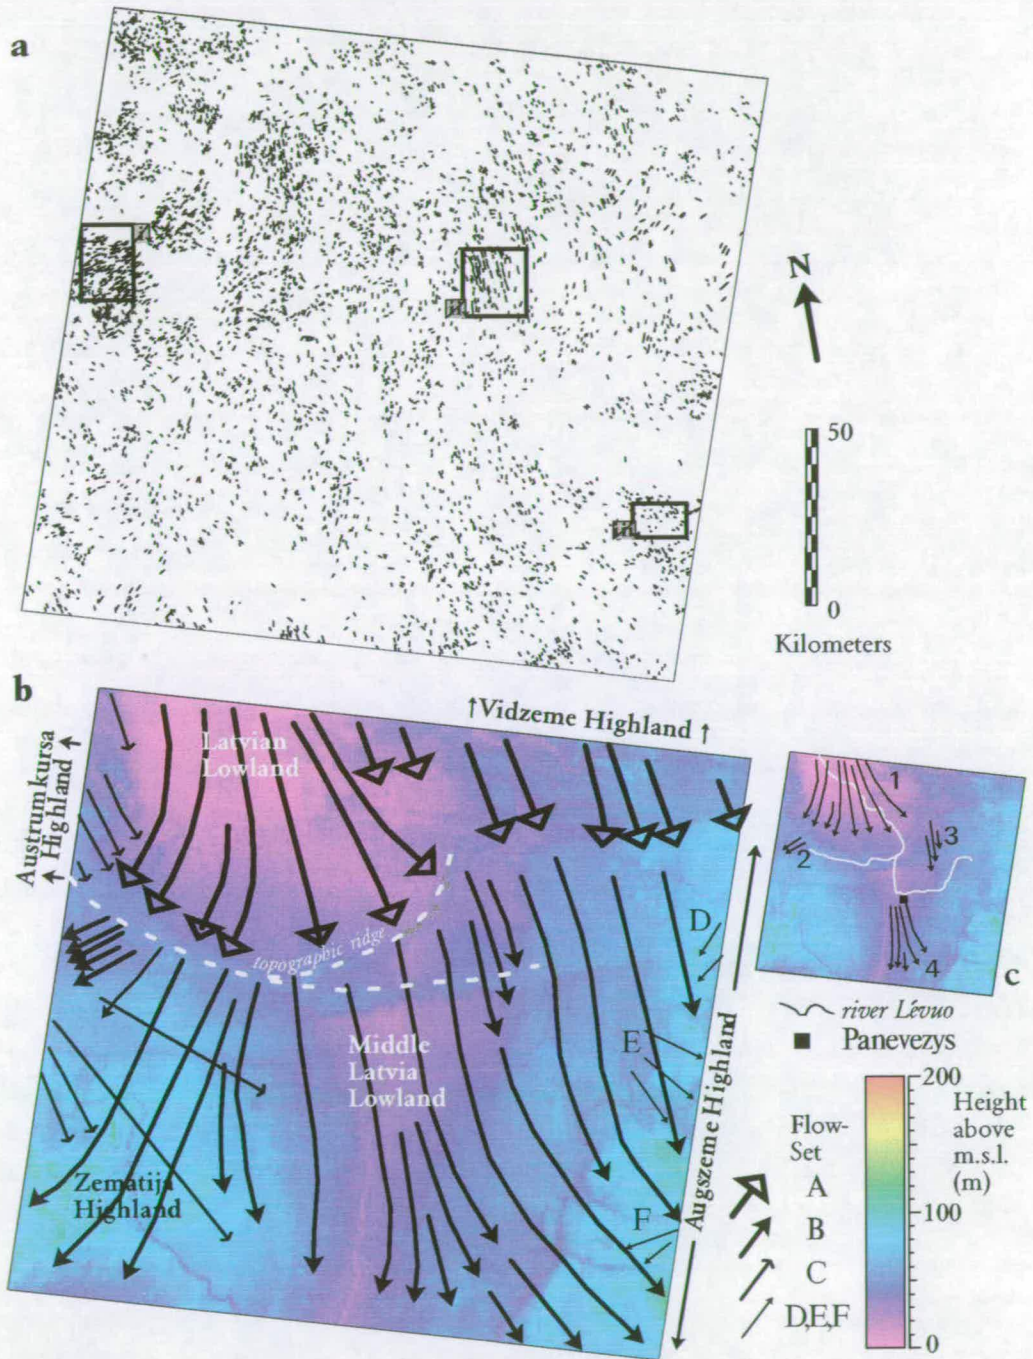 a
N
50
0
Kilometers
b
↑Vidzeme Highland ↑
Latvian
Lowland
Austrumkursa
Highland
topographic ridge
Middle
Latvia
Lowland
Zematija
Highland
D
E
F
Augszeme Highland
1
2
3
4
c
river Lévuo
Panevezys
Flow-
Set
A
B
C
D,E,F
200
100
0
Height
above
m.s.l.
(m)